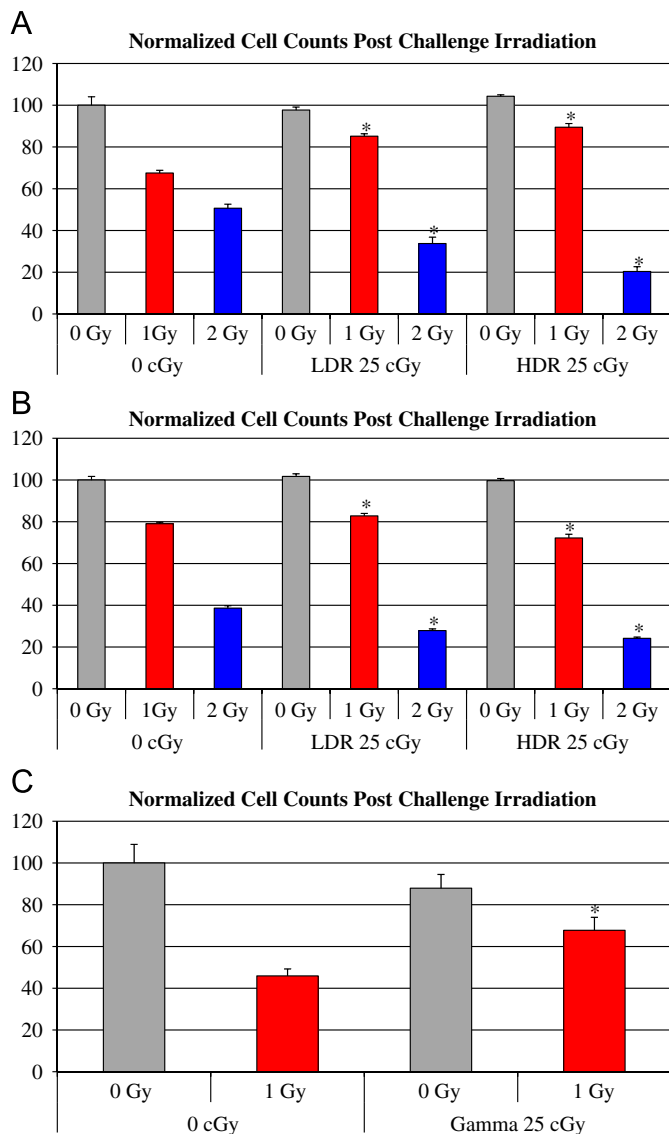 A
Normalized Cell Counts Post Challenge Irradiation
120
100
80
60
40
20
0
* * * *
0 Gy 1Gy 2 Gy 0 Gy 1 Gy 2 Gy 0 Gy 1 Gy 2 Gy
0 cGy LDR 25 cGy HDR 25 cGy
B
Normalized Cell Counts Post Challenge Irradiation
120
100
80
60
40
20
0
* * * *
0 Gy 1Gy 2 Gy 0 Gy 1 Gy 2 Gy 0 Gy 1 Gy 2 Gy
0 cGy LDR 25 cGy HDR 25 cGy
C
Normalized Cell Counts Post Challenge Irradiation
120
100
80
60
40
20
0
*
0 Gy 1 Gy 0 Gy 1 Gy
0 cGy Gamma 25 cGy